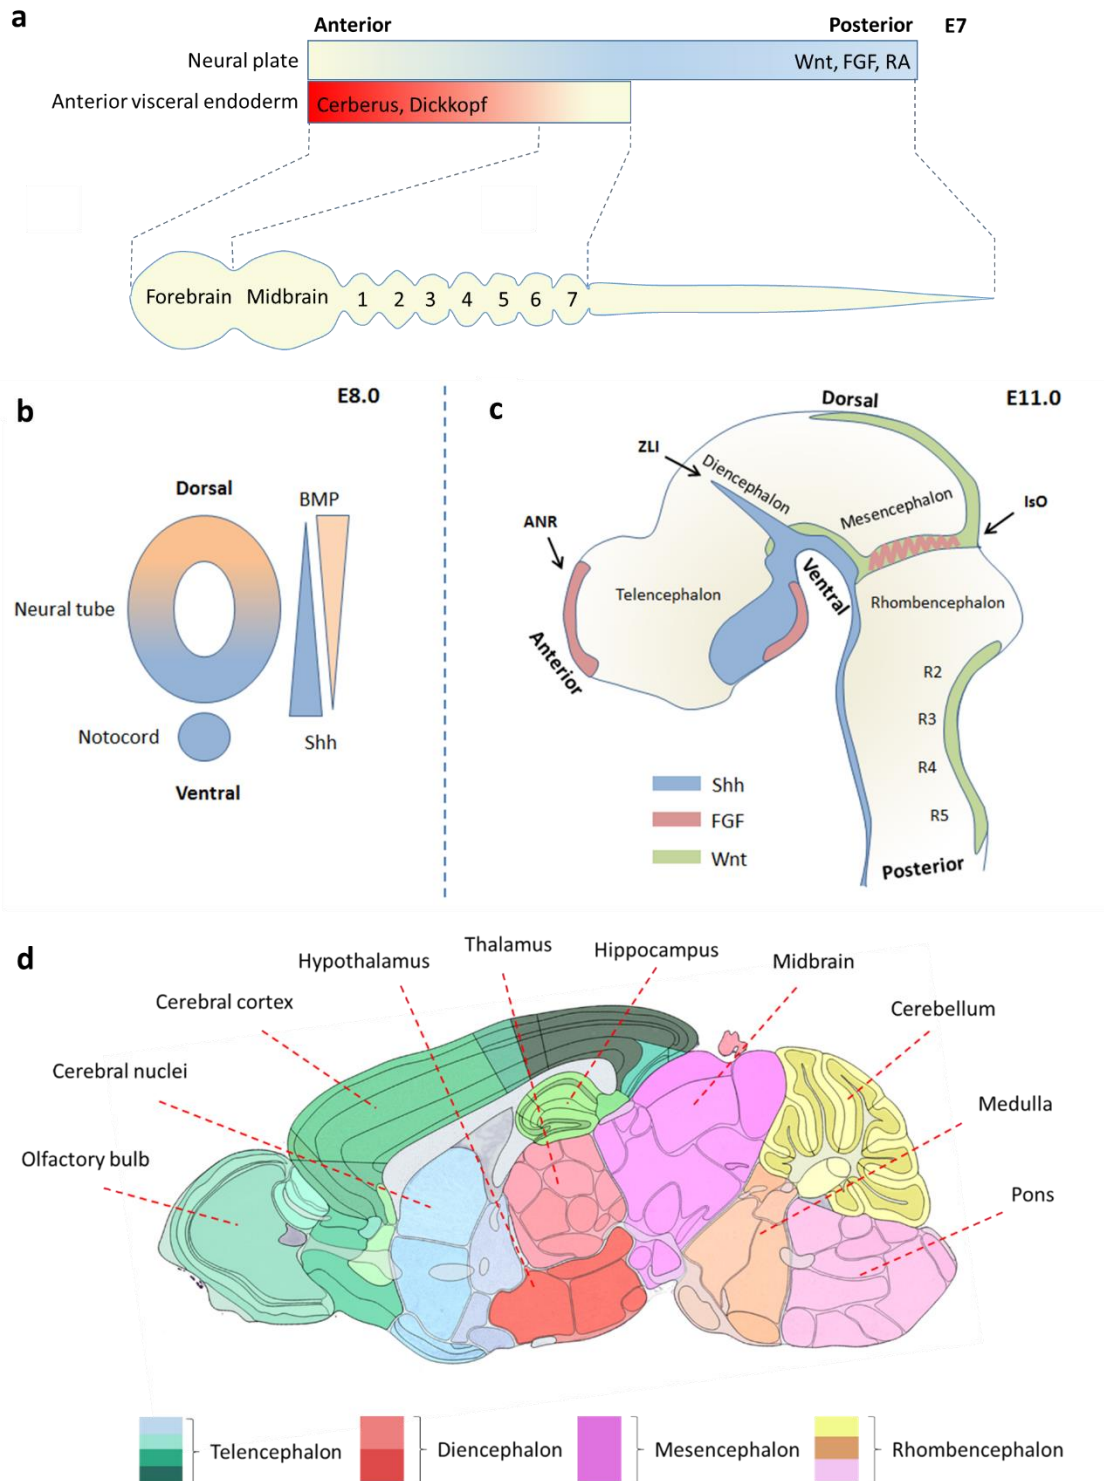 a
Anterior
Posterior
E7
Neural plate
Wnt, FGF, RA
Anterior visceral endoderm
Cerberus, Dickkopf
Forebrain
Midbrain
1
2
3
4
5
6
7
b
E8.0
Dorsal
BMP
Neural tube
Notocord
Shh
Ventral
c
Dorsal
E11.0
ZLI
Diencephalon
Mesencephalon
IsO
ANR
Telencephalon
Ventral
Rhombencephalon
Anterior
R2
R3
R4
R5
Posterior
Shh
FGF
Wnt
d
Thalamus
Hippocampus
Hypothalamus
Midbrain
Cerebral cortex
Cerebellum
Cerebral nuclei
Medulla
Olfactory bulb
Pons
Telencephalon
Diencephalon
Mesencephalon
Rhombencephalon